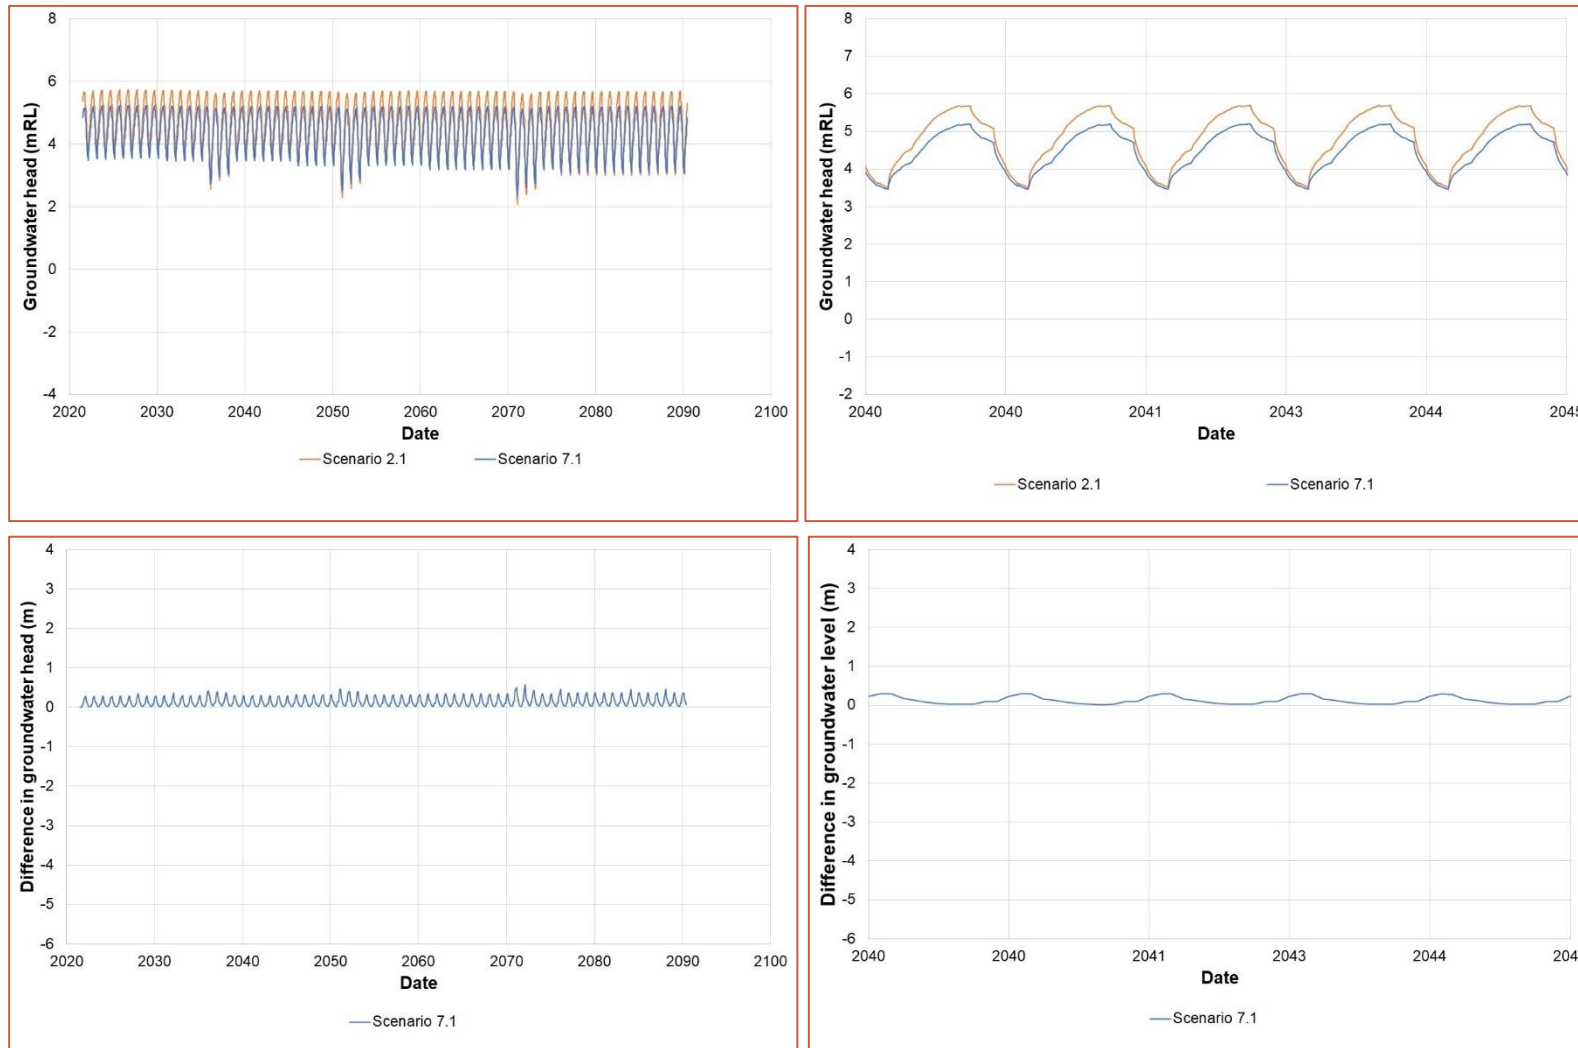 8
6
4
2
0
-2
-4
Groundwater head (mRL)
2020 2030 2040 2050 2060 2070 2080 2090 2100
Date
Scenario 2.1 Scenario 7.1
8
7
6
5
4
3
2
1
0
-1
-2
Groundwater head (mRL)
2040 2040 2041 2043 2044 2045
Date
Scenario 2.1 Scenario 7.1
4
3
2
1
0
-1
-2
-3
-4
-5
-6
Difference in groundwater head (m)
2020 2030 2040 2050 2060 2070 2080 2090 2100
Date
Scenario 7.1
4
3
2
1
0
-1
-2
-3
-4
-5
-6
Difference in groundwater level (m)
2040 2040 2041 2043 2044 204
Date
Scenario 7.1